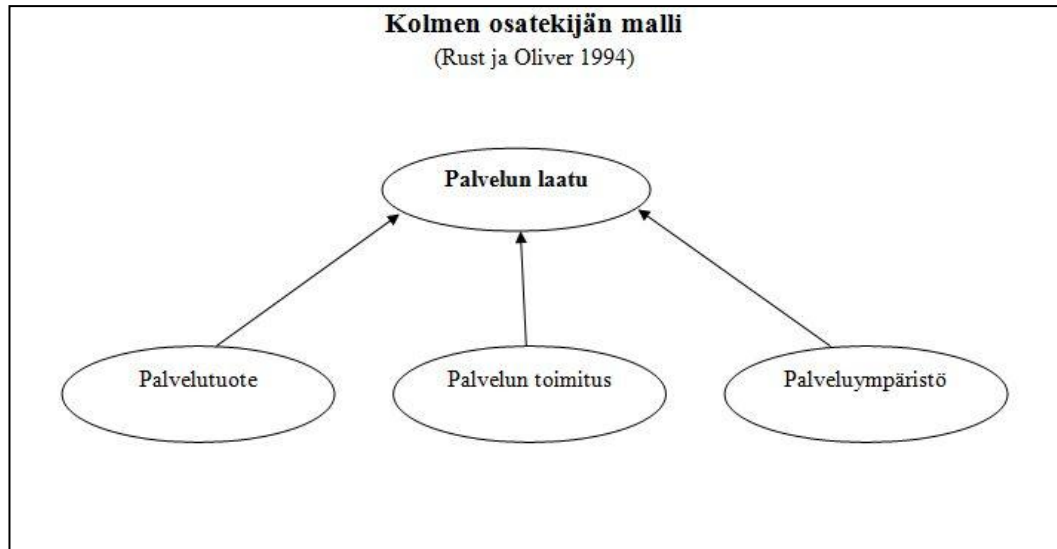 Kolmen osatekijän malli
(Rust ja Oliver 1994)
Palvelun laatu
Palvelutuote
Palvelun toimitus
Palveluympäristö